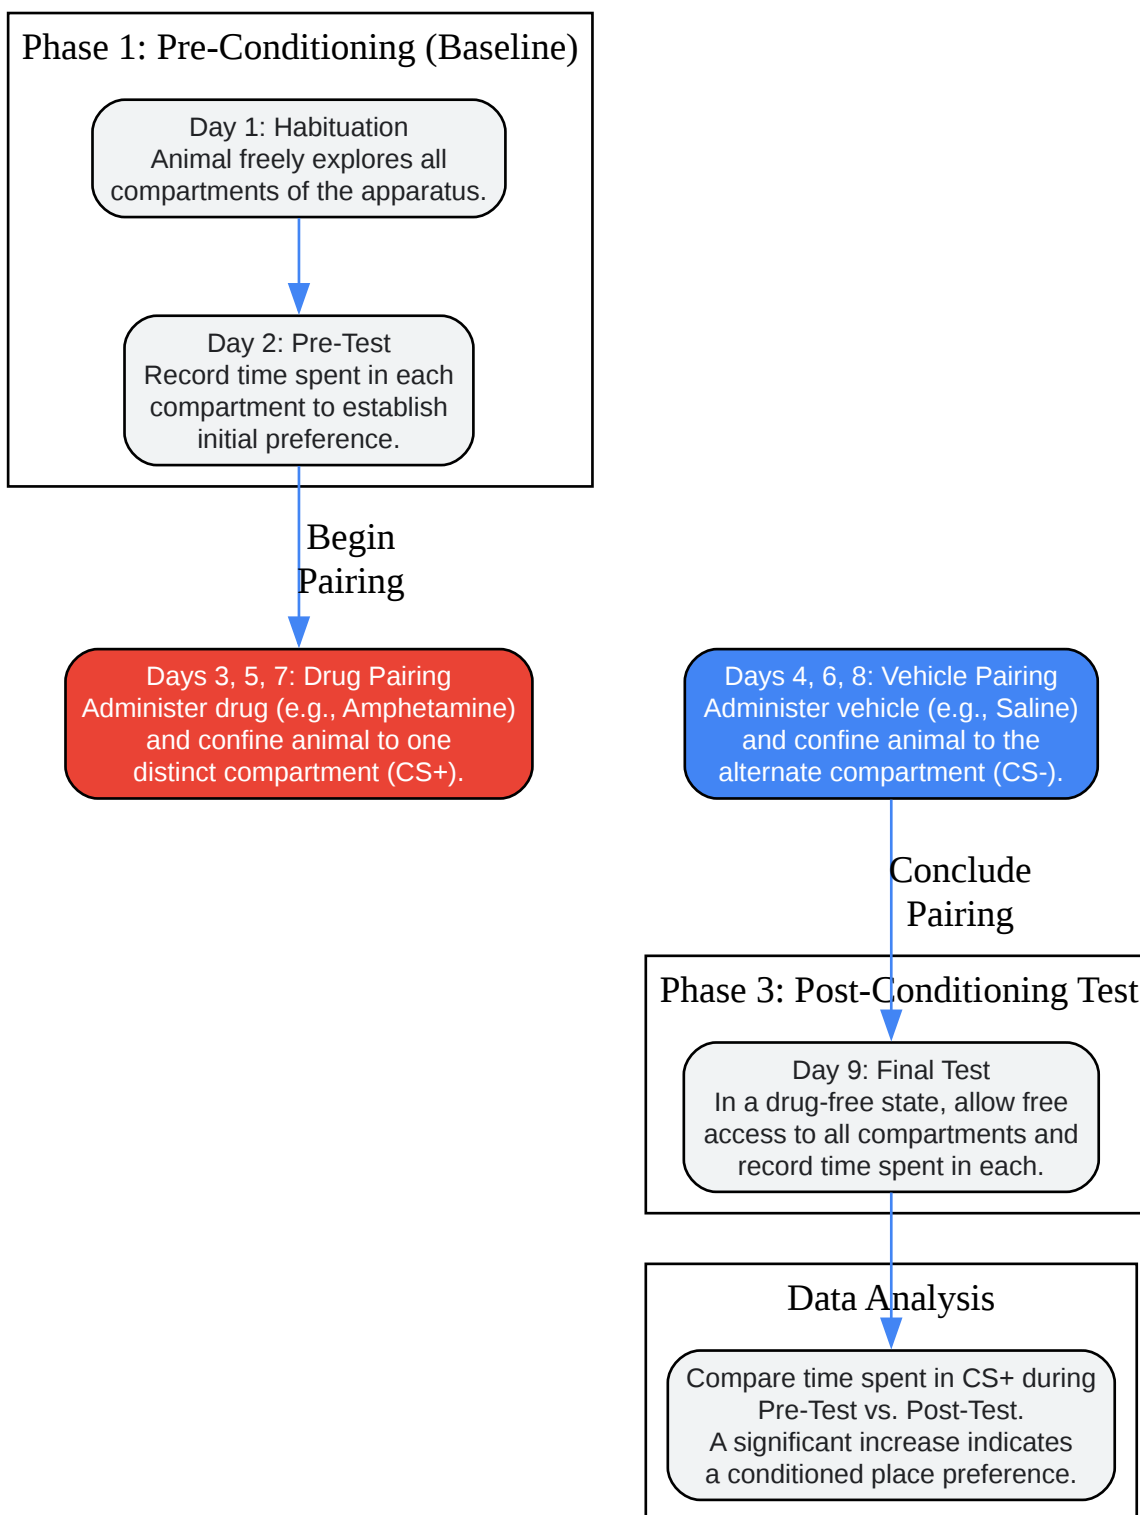 Phase 1: Pre-Conditioning (Baseline)
Day 1: Habituation
Animal freely explores all
compartments of the apparatus.
Day 2: Pre-Test
Record time spent in each
compartment to establish
initial preference.
Begin
Pairing
Days 3, 5, 7: Drug Pairing
Administer drug (e.g., Amphetamine)
and confine animal to one
distinct compartment (CS+).
Days 4, 6, 8: Vehicle Pairing
Administer vehicle (e.g., Saline)
and confine animal to the
alternate compartment (CS-).
Conclude
Pairing
Phase 3: Post-Conditioning Test
Day 9: Final Test
In a drug-free state, allow free
access to all compartments and
record time spent in each.
Data Analysis
Compare time spent in CS+ during
Pre-Test vs. Post-Test.
A significant increase indicates
a conditioned place preference.